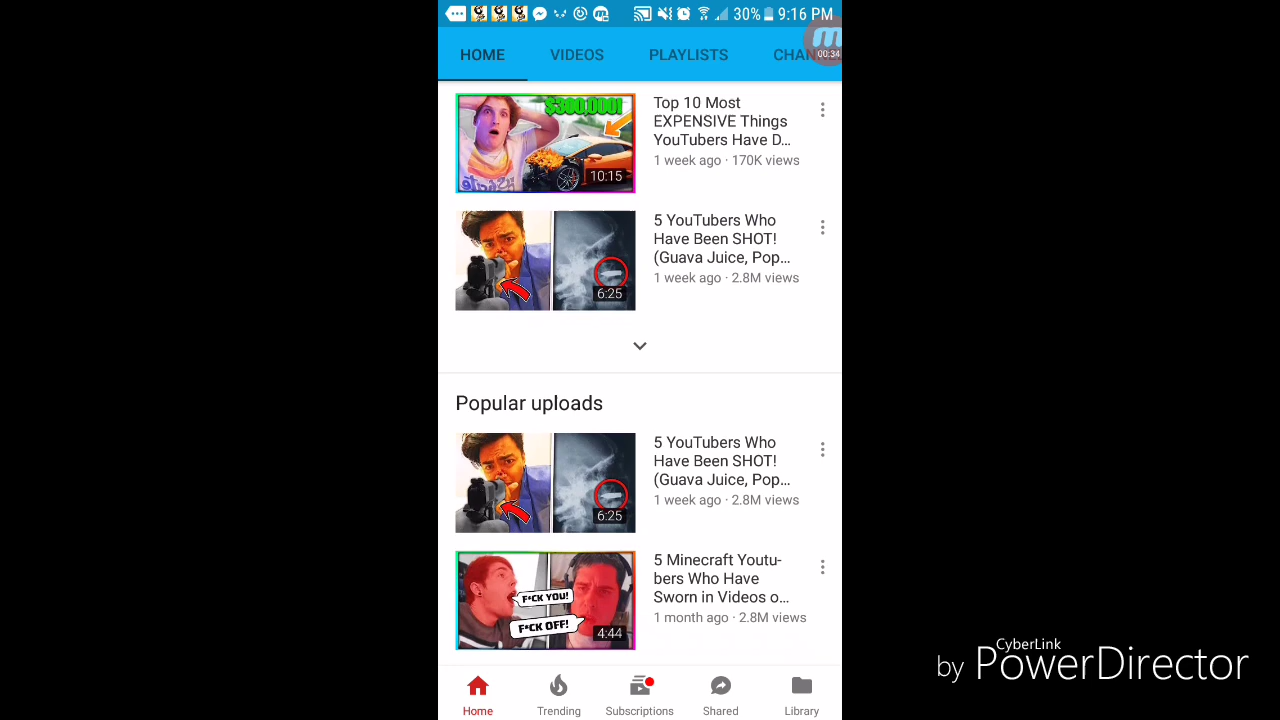 30% 9:16 PM
HOME VIDEOS PLAYLISTS CHANNE
00:34
$300,000!
10:15
Top 10 Most
EXPENSIVE Things
YouTubers Have D...
1 week ago · 170K views
6:25
5 YouTubers Who
Have Been SHOT!
(Guava Juice, Pop...
1 week ago · 2.8M views
Popular uploads
6:25
5 YouTubers Who
Have Been SHOT!
(Guava Juice, Pop...
1 week ago · 2.8M views
F*CK YOU!
F*CK OFF!
4:44
5 Minecraft Youtu-
bers Who Have
Sworn in Videos o...
1 month ago · 2.8M views
Home Trending Subscriptions Shared Library
CyberLink
by PowerDirector